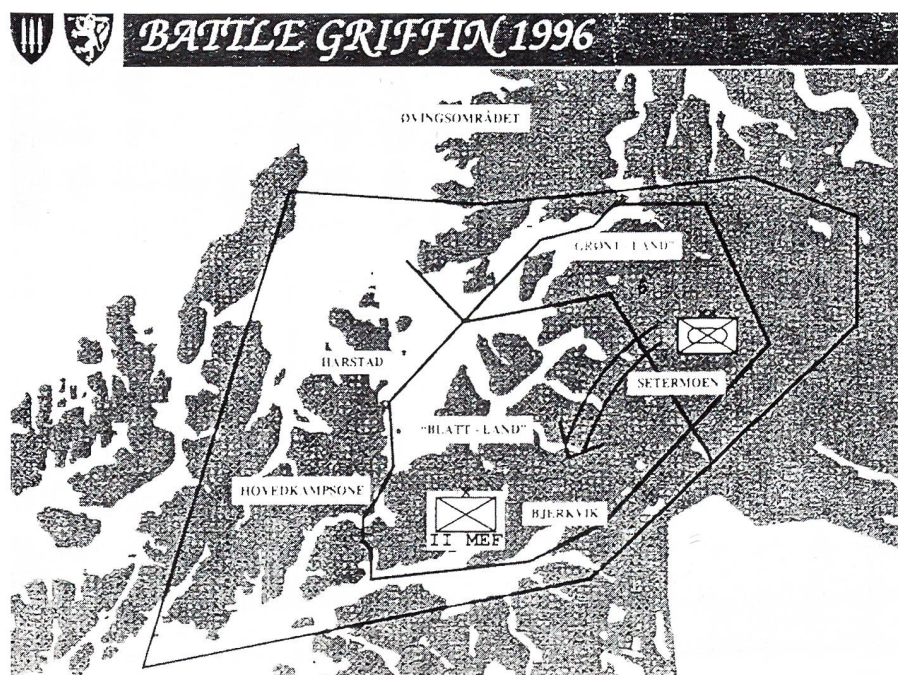 BATTLE GRIFFIN 1996
ØVINGSOMRÅDET
"GRØNT - LAND"
HARSTAD
SETERMOEN
"BLATT - LAND"
HOVEDKAMPSONE
BJERKVIK
X
II MEF